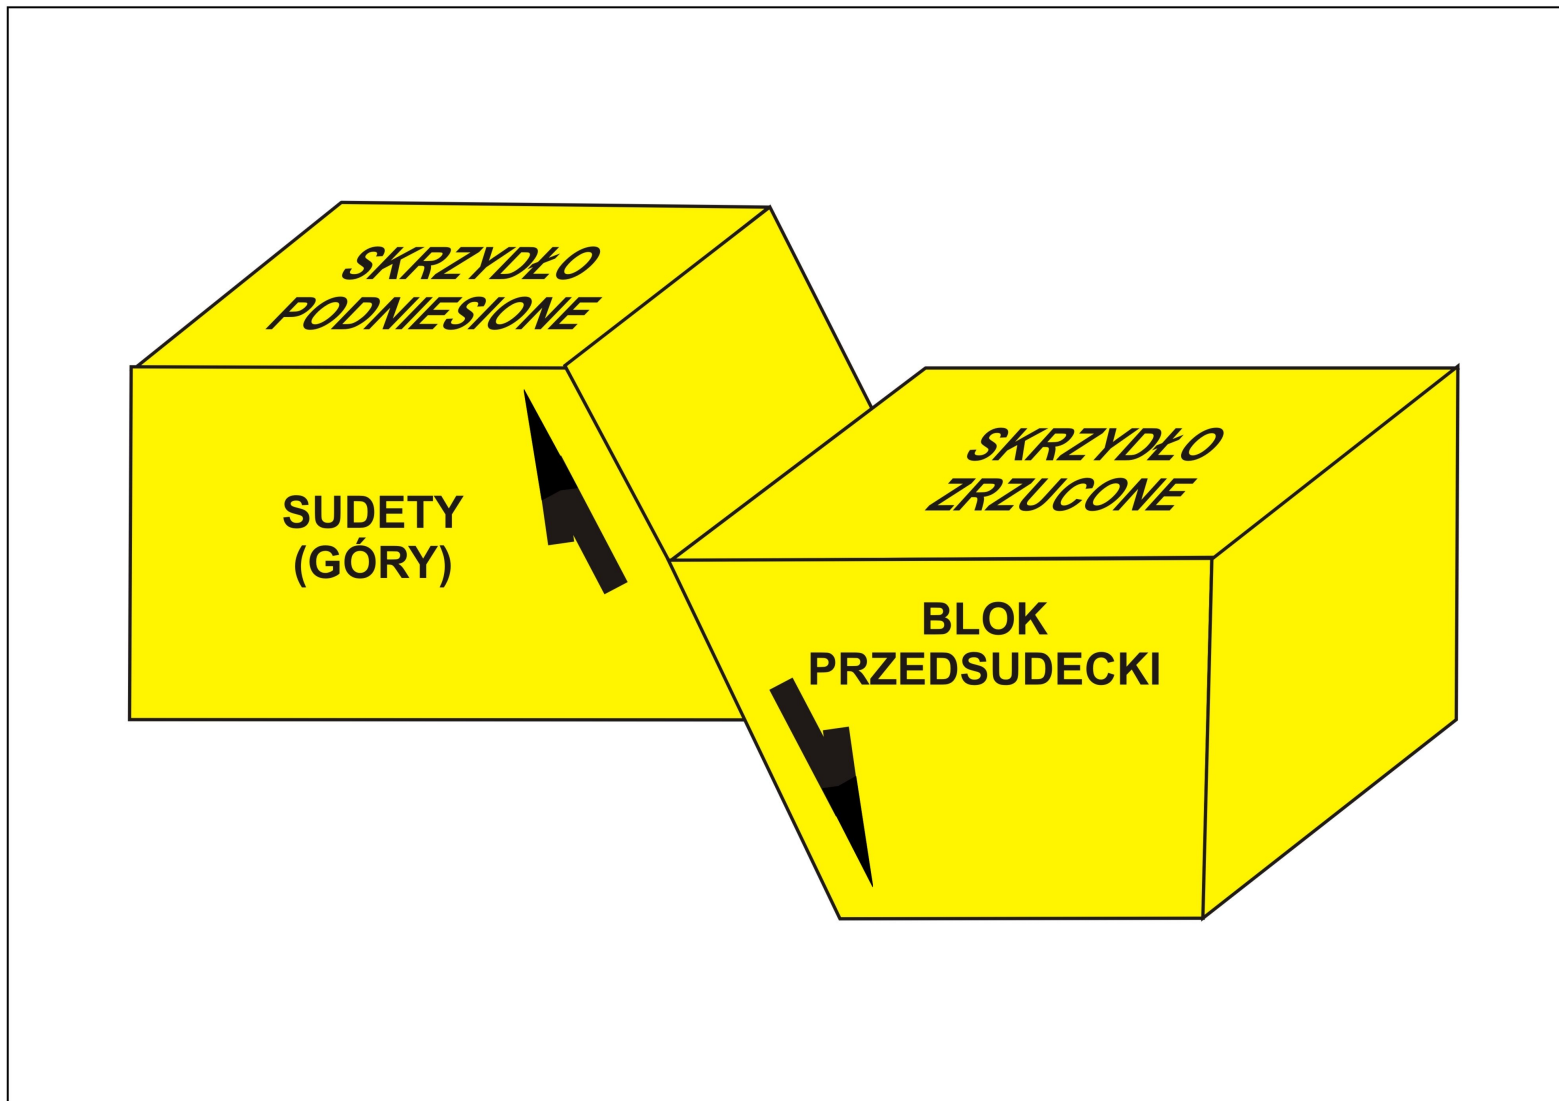 SKRZYDŁO
PODNIESIONE
SUDETY
(GÓRY)
SKRZYDŁO
ZRZUCONE
BLOK
PRZEDSUDECKI